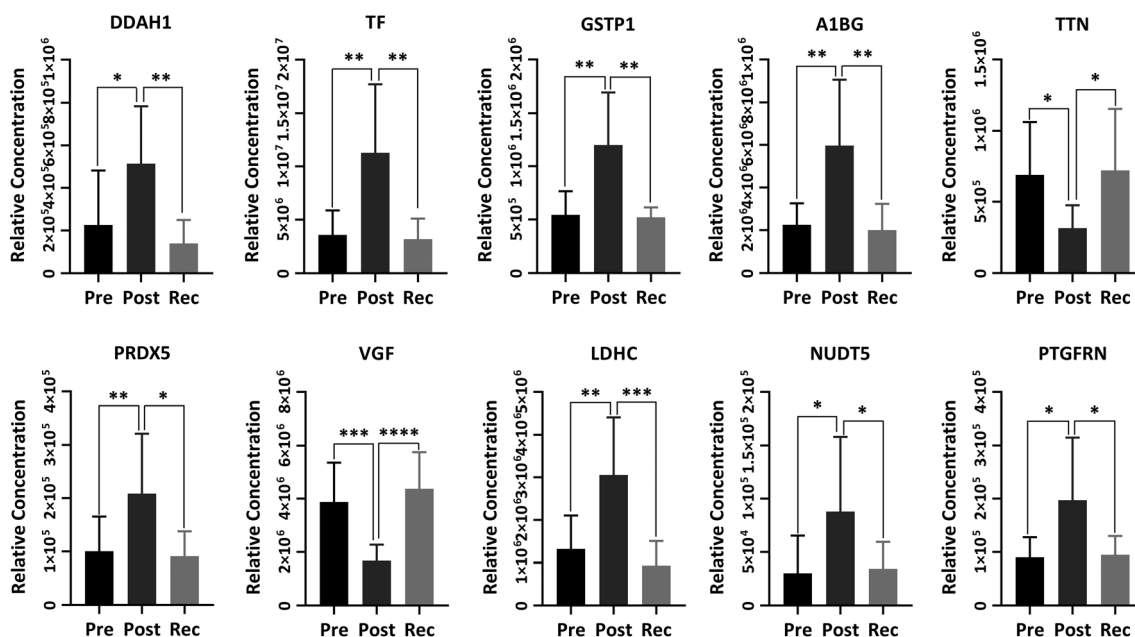 DDAH1
Relative Concentration
0 2×10⁵ 4×10⁵ 6×10⁵ 8×10⁵ 1×10⁶
* **
Pre Post Rec
TF
Relative Concentration
0 5×10⁶ 1×10⁷ 1.5×10⁷ 2×10⁷
** **
Pre Post Rec
GSTP1
Relative Concentration
0 5×10⁵ 1×10⁶ 1.5×10⁶ 2×10⁶
** **
Pre Post Rec
A1BG
Relative Concentration
0 2×10⁶ 4×10⁶ 6×10⁶ 8×10⁶ 1×10⁶
** **
Pre Post Rec
TTN
Relative Concentration
0 5×10⁵ 1×10⁶ 1.5×10⁶
* *
Pre Post Rec
PRDX5
Relative Concentration
0 1×10⁵ 2×10⁵ 3×10⁵ 4×10⁵
** *
Pre Post Rec
VGF
Relative Concentration
0 2×10⁶ 4×10⁶ 6×10⁶ 8×10⁶
*** ****
Pre Post Rec
LDHC
Relative Concentration
0 1×10⁶ 2×10⁶ 3×10⁶ 4×10⁶ 5×10⁶
** ***
Pre Post Rec
NUDT5
Relative Concentration
0 5×10⁴ 1×10⁵ 1.5×10⁵ 2×10⁵
* *
Pre Post Rec
PTGFRN
Relative Concentration
0 1×10⁵ 2×10⁵ 3×10⁵ 4×10⁵
* *
Pre Post Rec